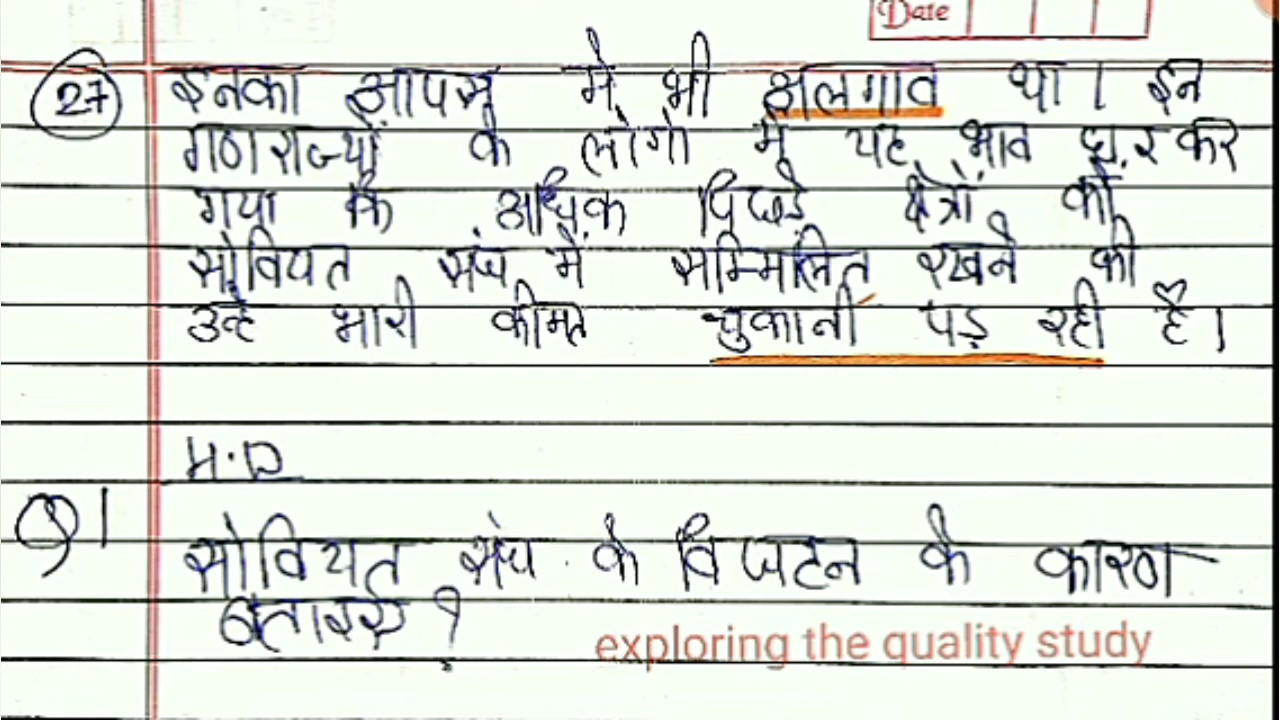 Date
27 इनका आपस में भी अलगाव था। इन
गणराज्यों के लोगो में यह भाव घर कर
गया कि अधिक पिछड़े क्षेत्रों को
सोवियत संघ में सम्मिलित रखने की
उन्हे भारी कीमत चुकानी पड़ रही है।
H.W
Q1 सोवियत संघ के विघटन के कारण
बताइए ?
exploring the quality study